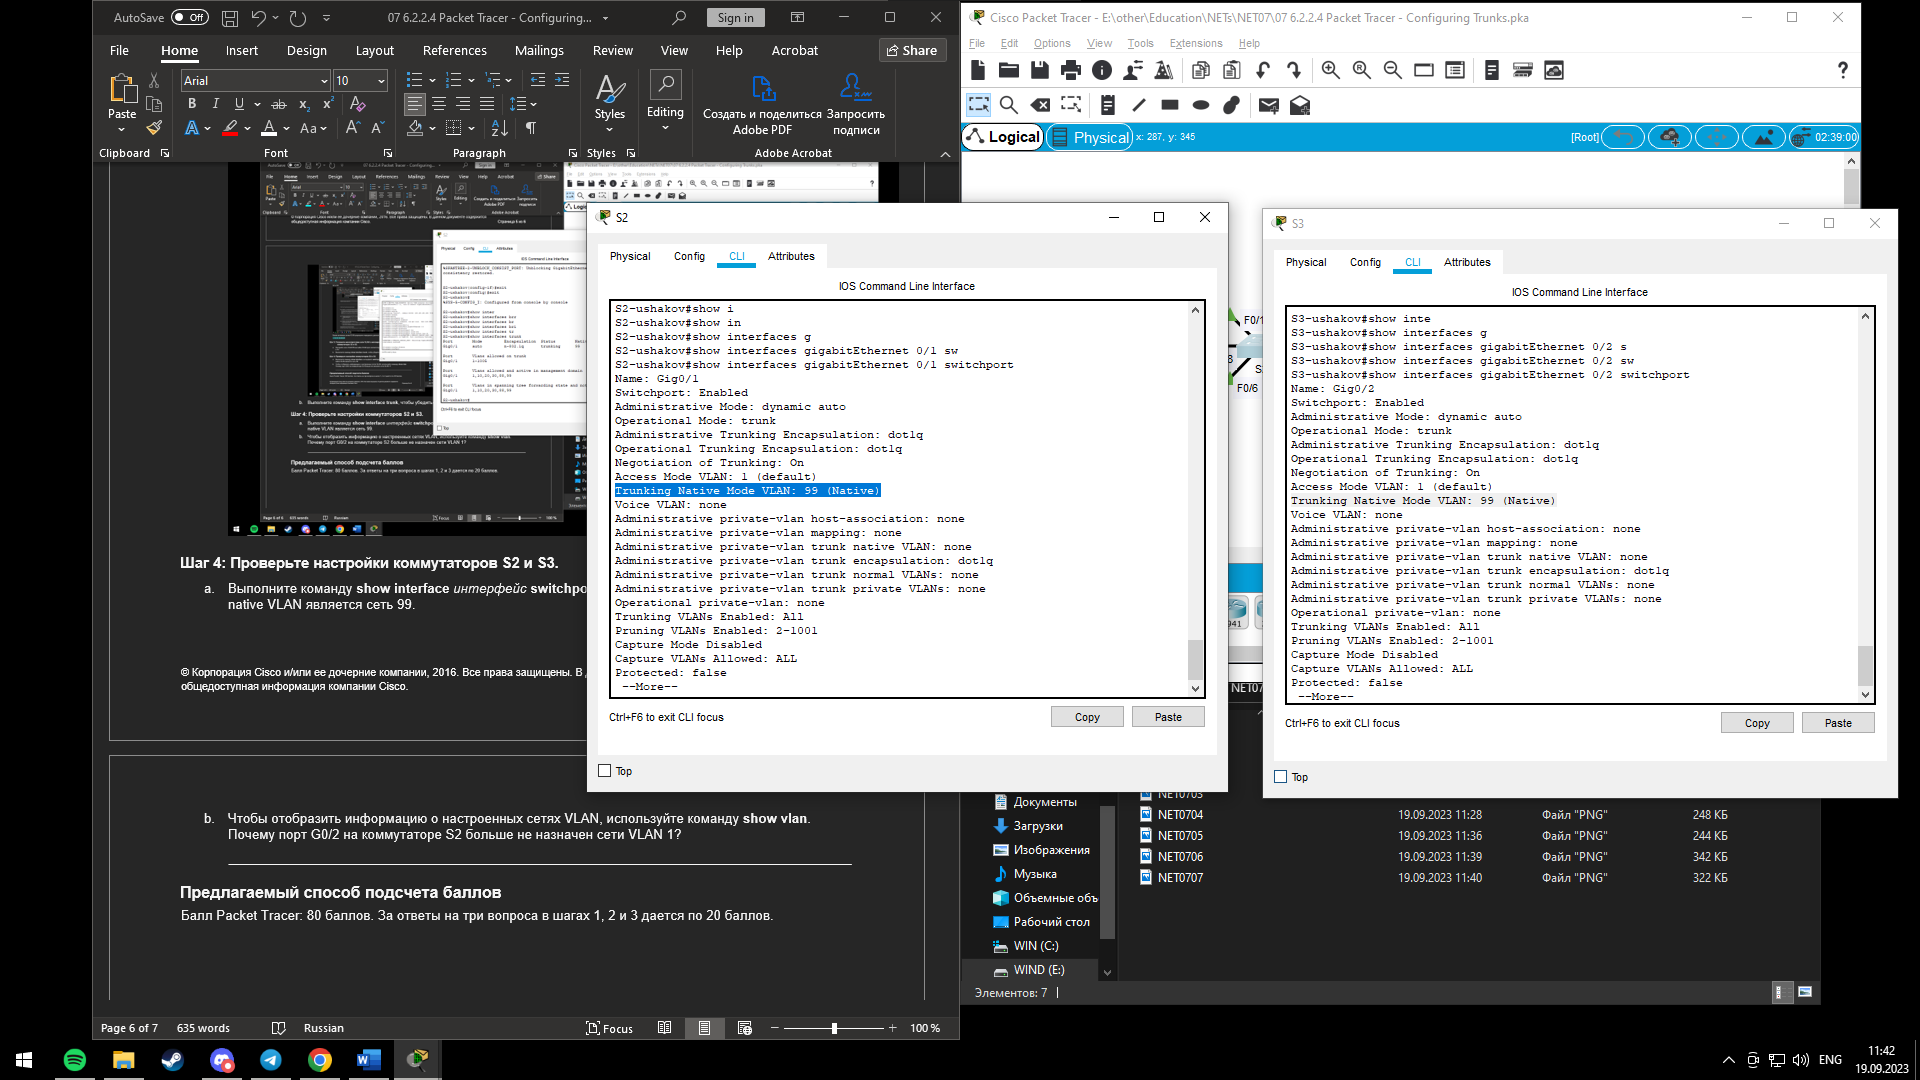 AutoSave Off 07 6.2.2.4 Packet Tracer - Configuring... Sign in
File Home Insert Design Layout References Mailings Review View Help Acrobat Share
Paste
Clipboard
Arial 10
Font
Paragraph
Styles
Styles
Editing
Создать и поделиться Adobe PDF
Запросить подписи
Adobe Acrobat
Шаг 4: Проверьте настройки коммутаторов S2 и S3.
a. Выполните команду show interface интерфейс switchpo
native VLAN является сеть 99.
© Корпорация Cisco и/или ее дочерние компании, 2016. Все права защищены. В д
общедоступная информация компании Cisco.
b. Чтобы отобразить информацию о настроенных сетях VLAN, используйте команду show vlan.
Почему порт G0/2 на коммутаторе S2 больше не назначен сети VLAN 1?
Предлагаемый способ подсчета баллов
Балл Packet Tracer: 80 баллов. За ответы на три вопроса в шагах 1, 2 и 3 дается по 20 баллов.
Page 6 of 7 635 words Russian Focus 100 %
Cisco Packet Tracer - E:\other\Education\NETs\NET07\07 6.2.2.4 Packet Tracer - Configuring Trunks.pka
File Edit Options View Tools Extensions Help
Logical Physical x: 287, y: 345 [Root] 02:39:00
F0/1
F0/6
S2
Physical Config CLI Attributes
IOS Command Line Interface
S2-ushakov#show i
S2-ushakov#show in
S2-ushakov#show interfaces g
S2-ushakov#show interfaces gigabitEthernet 0/1 sw
S2-ushakov#show interfaces gigabitEthernet 0/1 switchport
Name: Gig0/1
Switchport: Enabled
Administrative Mode: dynamic auto
Operational Mode: trunk
Administrative Trunking Encapsulation: dot1q
Operational Trunking Encapsulation: dot1q
Negotiation of Trunking: On
Access Mode VLAN: 1 (default)
Trunking Native Mode VLAN: 99 (Native)
Voice VLAN: none
Administrative private-vlan host-association: none
Administrative private-vlan mapping: none
Administrative private-vlan trunk native VLAN: none
Administrative private-vlan trunk encapsulation: dot1q
Administrative private-vlan trunk normal VLANs: none
Administrative private-vlan trunk private VLANs: none
Operational private-vlan: none
Trunking VLANs Enabled: All
Pruning VLANs Enabled: 2-1001
Capture Mode Disabled
Capture VLANs Allowed: ALL
Protected: false
--More--
Ctrl+F6 to exit CLI focus
Copy Paste
Top
S3
Physical Config CLI Attributes
IOS Command Line Interface
S3-ushakov#show inte
S3-ushakov#show interfaces g
S3-ushakov#show interfaces gigabitEthernet 0/2 s
S3-ushakov#show interfaces gigabitEthernet 0/2 sw
S3-ushakov#show interfaces gigabitEthernet 0/2 switchport
Name: Gig0/2
Switchport: Enabled
Administrative Mode: dynamic auto
Operational Mode: trunk
Administrative Trunking Encapsulation: dot1q
Operational Trunking Encapsulation: dot1q
Negotiation of Trunking: On
Access Mode VLAN: 1 (default)
Trunking Native Mode VLAN: 99 (Native)
Voice VLAN: none
Administrative private-vlan host-association: none
Administrative private-vlan mapping: none
Administrative private-vlan trunk native VLAN: none
Administrative private-vlan trunk encapsulation: dot1q
Administrative private-vlan trunk normal VLANs: none
Administrative private-vlan trunk private VLANs: none
Operational private-vlan: none
Trunking VLANs Enabled: All
Pruning VLANs Enabled: 2-1001
Capture Mode Disabled
Capture VLANs Allowed: ALL
Protected: false
--More--
Ctrl+F6 to exit CLI focus
Copy Paste
Top
Документы
Загрузки
Изображения
Музыка
Объемные объ
Рабочий стол
WIN (C:)
WIND (E:)
NET0703
NET0704 19.09.2023 11:28 Файл "PNG" 248 КБ
NET0705 19.09.2023 11:36 Файл "PNG" 244 КБ
NET0706 19.09.2023 11:39 Файл "PNG" 342 КБ
NET0707 19.09.2023 11:40 Файл "PNG" 322 КБ
Элементов: 7
ENG
11:42
19.09.2023